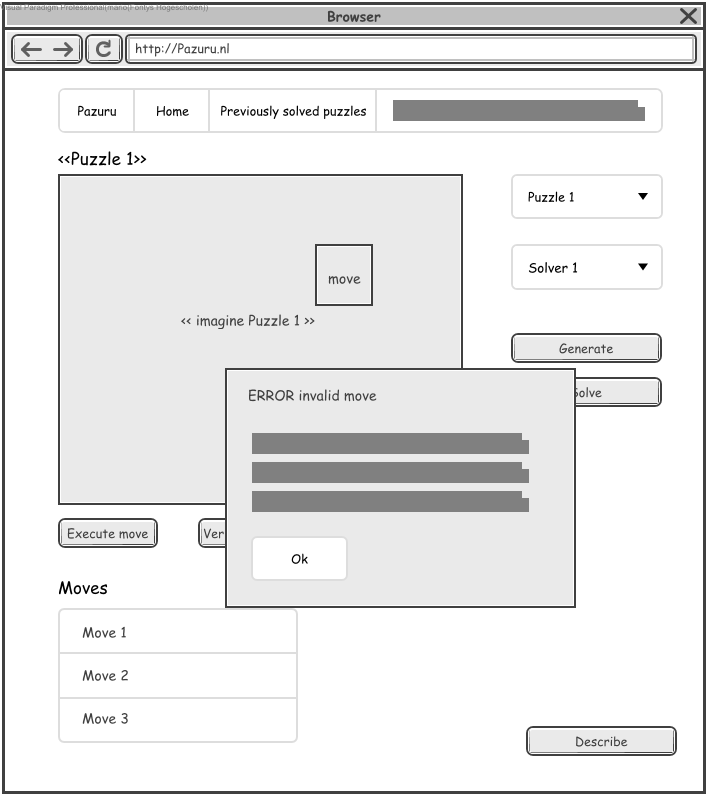 Visual Paradigm Professional(mano(Fontys Hogescholen))
Browser
http://Pazuru.nl
Pazuru Home Previously solved puzzles
<<Puzzle 1>>
Puzzle 1
move
Solver 1
<< imagine Puzzle 1 >>
Generate
Solve
ERROR invalid move
Execute move
Ver
Ok
Moves
Move 1
Move 2
Move 3
Describe